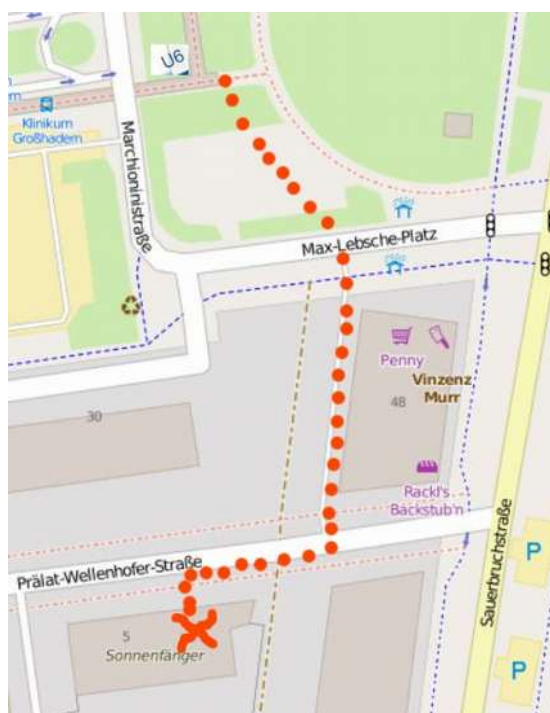 U6
Klinikum
Großhadern
Marchioninistraße
Max-Lebsche-Platz
Penny
Vinzenz
Murr
48
30
Rackl's
Backstub'n
Sauerbruchstraße
Prälat-Wellenhofer-Straße
P
5
Sonnenfänger
P